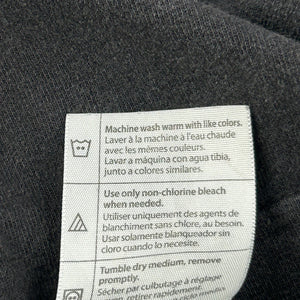 Machine wash warm with like colors.
Laver à la machine à l'eau chaude
avec les mêmes couleurs.
Lavar a máquina con agua tibia,
junto a colores similares.
Use only non-chlorine bleach
when needed.
Utiliser uniquement des agents de
blanchiment sans chlore, au besoin.
Usar solamente blanqueador sin
cloro cuando lo necesite.
Tumble dry medium, remove
promptly.
Sécher par culbutage à réglage
moyen, retirer rapidement.